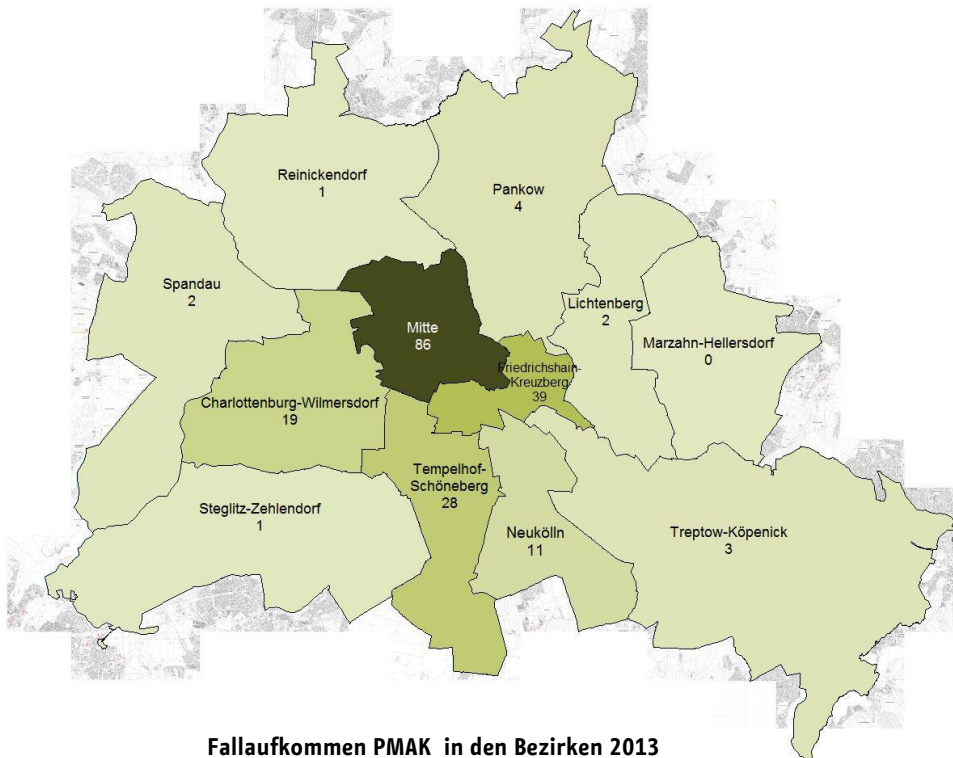 Reinickendorf
1
Pankow
4
Spandau
2
Lichtenberg
2
Mitte
86
Marzahn-Hellersdorf
0
Friedrichshain-
Kreuzberg
39
Charlottenburg-Wilmersdorf
19
Tempelhof-
Schöneberg
28
Steglitz-Zehlendorf
1
Neukölln
11
Treptow-Köpenick
3
Fallaufkommen PMAK in den Bezirken 2013